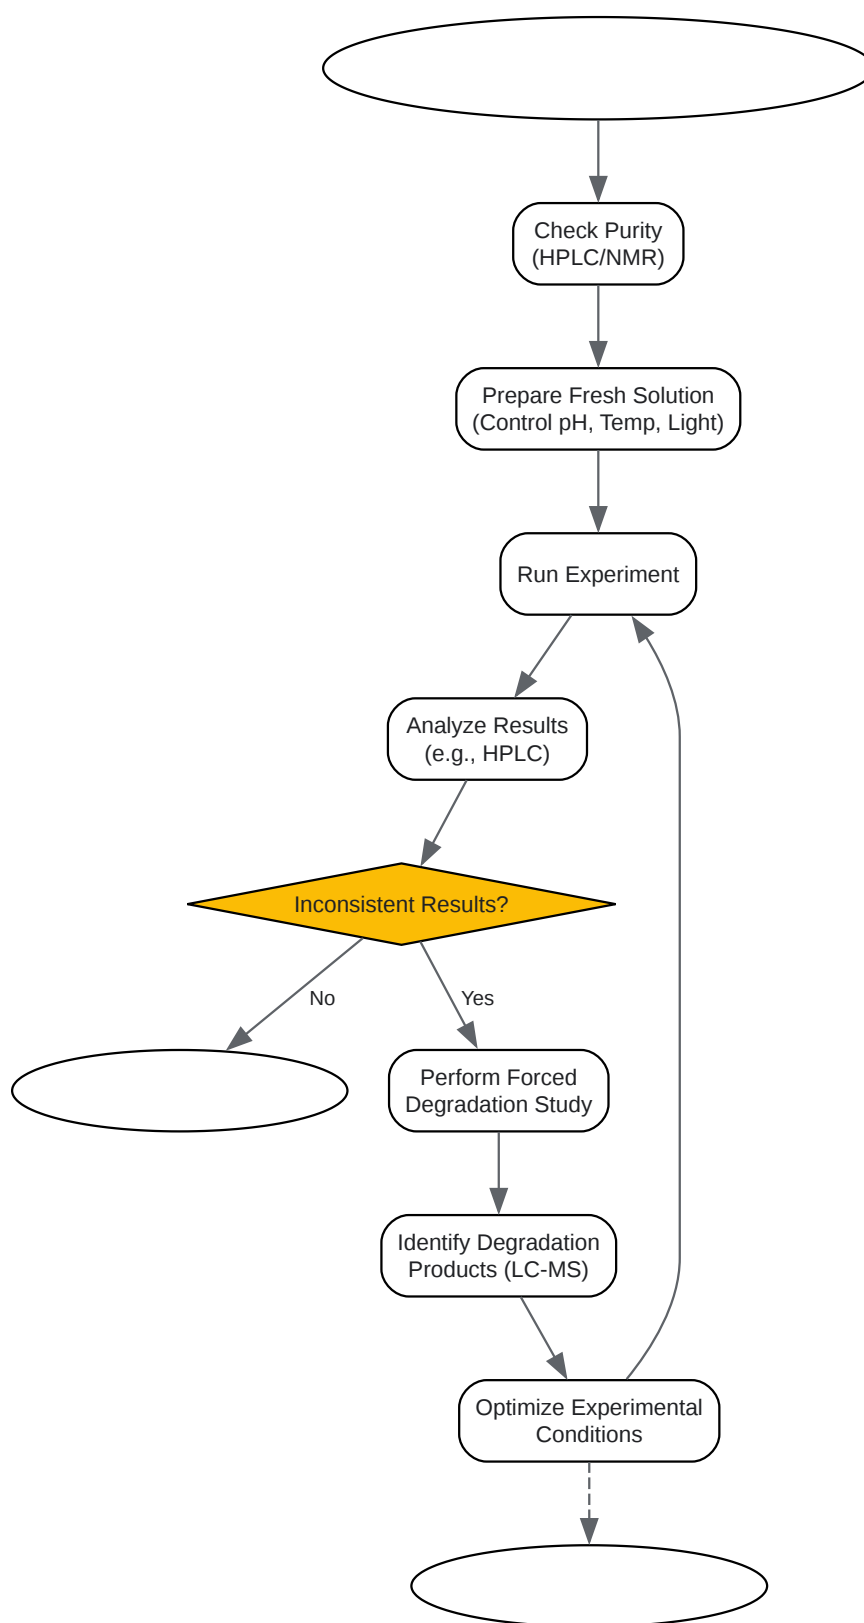 Check Purity
(HPLC/NMR)
Prepare Fresh Solution
(Control pH, Temp, Light)
Run Experiment
Analyze Results
(e.g., HPLC)
Inconsistent Results?
No
Yes
Perform Forced
Degradation Study
Identify Degradation
Products (LC-MS)
Optimize Experimental
Conditions